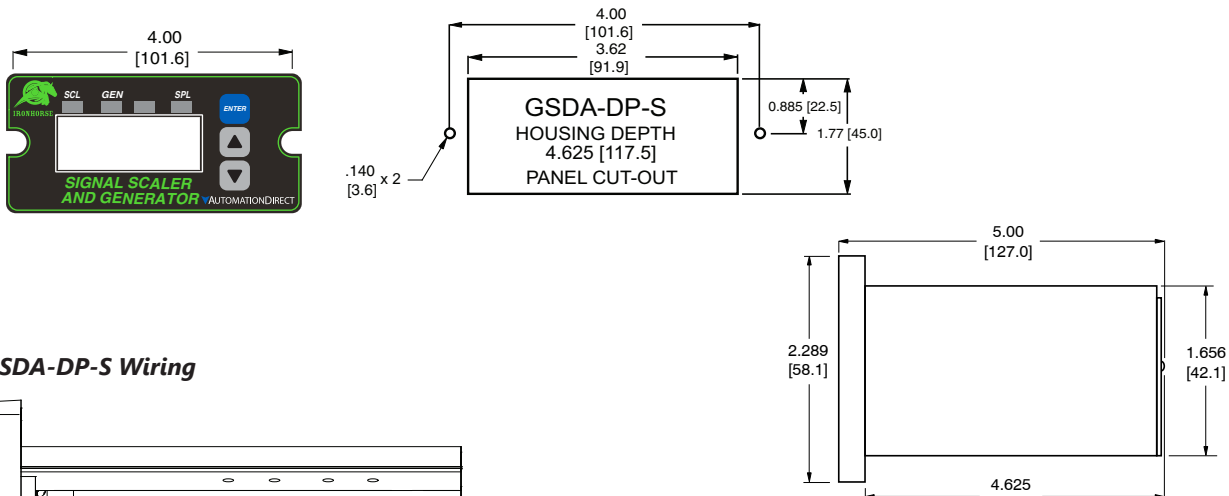 4.00
[101.6]
SCL GEN SPL
IRONHORSE
ENTER
SIGNAL SCALER
AND GENERATOR
AUTOMATIONDIRECT
4.00
[101.6]
3.62
[91.9]
GSDA-DP-S
HOUSING DEPTH
4.625 [117.5]
PANEL CUT-OUT
0.885 [22.5]
1.77 [45.0]
.140
[3.6] x 2
5.00
[127.0]
2.289
[58.1]
1.656
[42.1]
4.625
SDA-DP-S Wiring